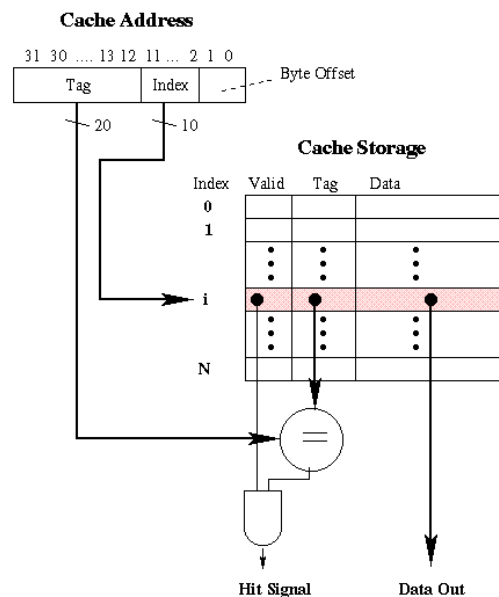 Cache Address
31 30 .... 13 12 11 ... 2 1 0
Tag Index
Byte Offset
20 10
Cache Storage
Index Valid Tag Data
0
1
i
N
=
Hit Signal Data Out